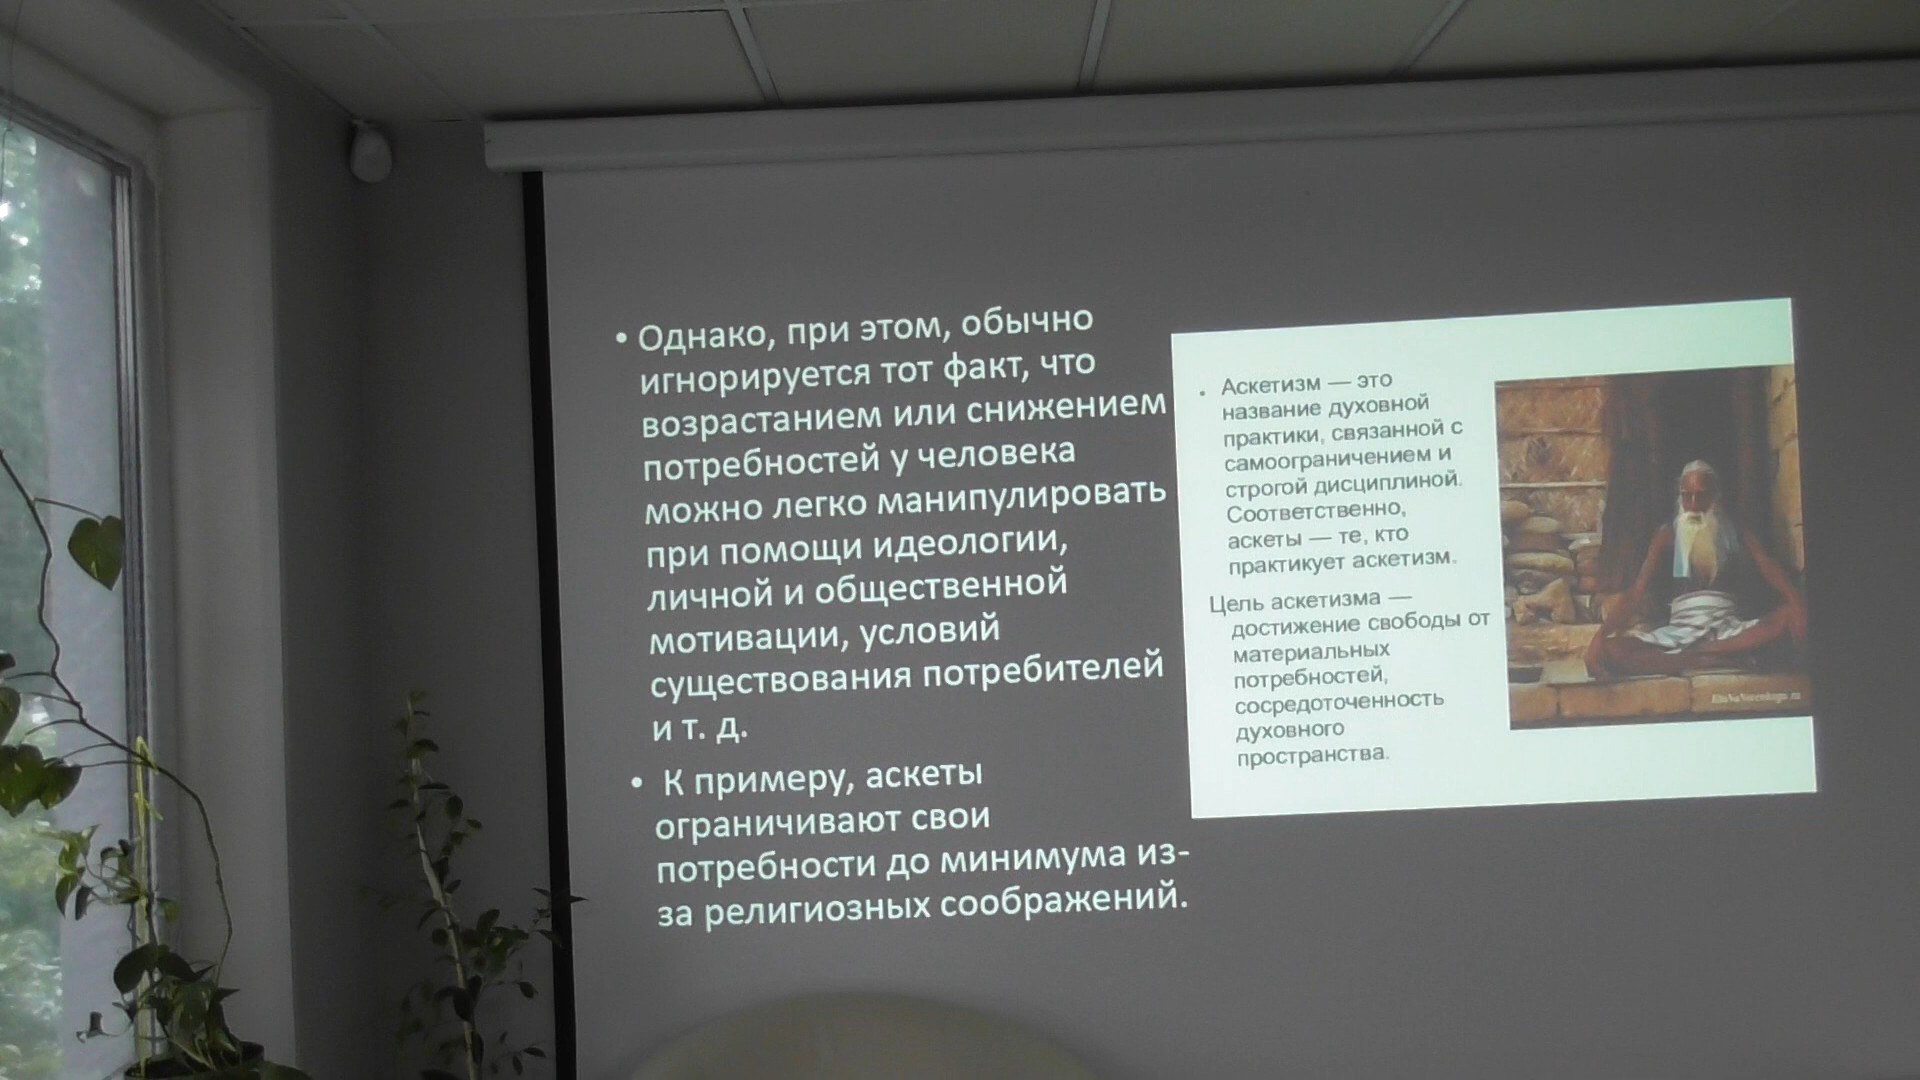 • Однако, при этом, обычно
игнорируется тот факт, что
возрастанием или снижением
потребностей у человека
можно легко манипулировать
при помощи идеологии,
личной и общественной
мотивации, условий
существования потребителей
и т. д.
• К примеру, аскеты
ограничивают свои
потребности до минимума из-
за религиозных соображений.
• Аскетизм — это
название духовной
практики, связанной с
самоограничением и
строгой дисциплиной.
Соответственно,
аскеты — те, кто
практикует аскетизм.
Цель аскетизма —
достижение свободы от
материальных
потребностей,
сосредоточенность
духовного
пространства.